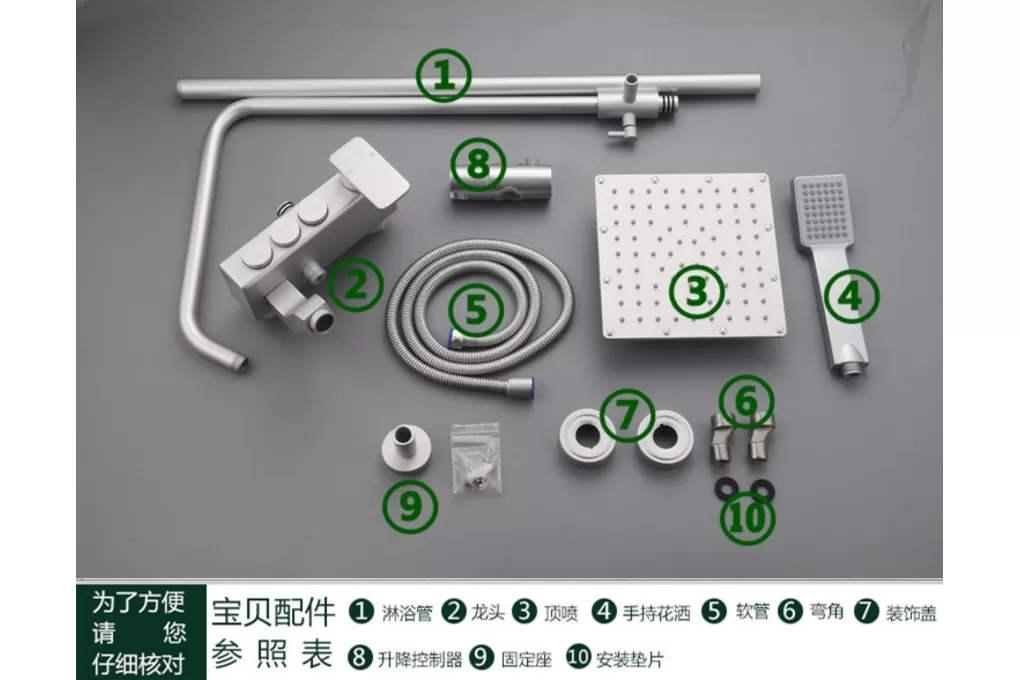 ①
⑧
②
③
④
⑤
⑥
⑦
⑨
⑩
为了方便
请 您
仔细核对
宝贝配件
参照表
① 淋浴管 ② 龙头 ③ 顶喷 ④ 手持花洒 ⑤ 软管 ⑥ 弯角 ⑦ 装饰盖
⑧ 升降控制器 ⑨ 固定座 ⑩ 安装垫片